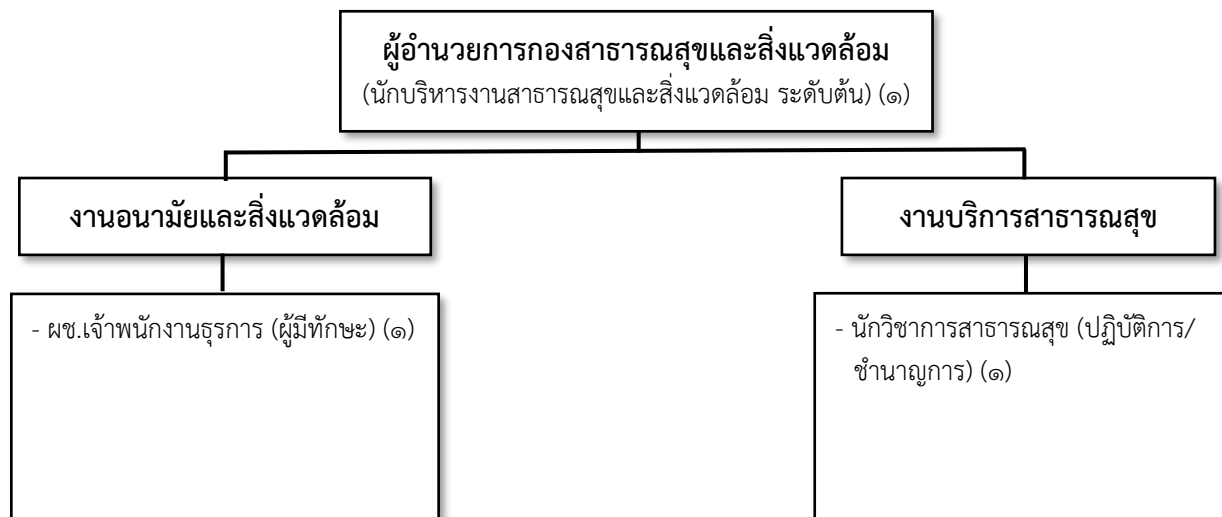 ผู้อำนวยการกองสาธารณสุขและสิ่งแวดล้อม
(นักบริหารงานสาธารณสุขและสิ่งแวดล้อม ระดับต้น) (๑)
งานอนามัยและสิ่งแวดล้อม
งานบริการสาธารณสุข
- ผช.เจ้าพนักงานธุรการ (ผู้มีทักษะ) (๑)
- นักวิชาการสาธารณสุข (ปฏิบัติการ/
ชำนาญการ) (๑)